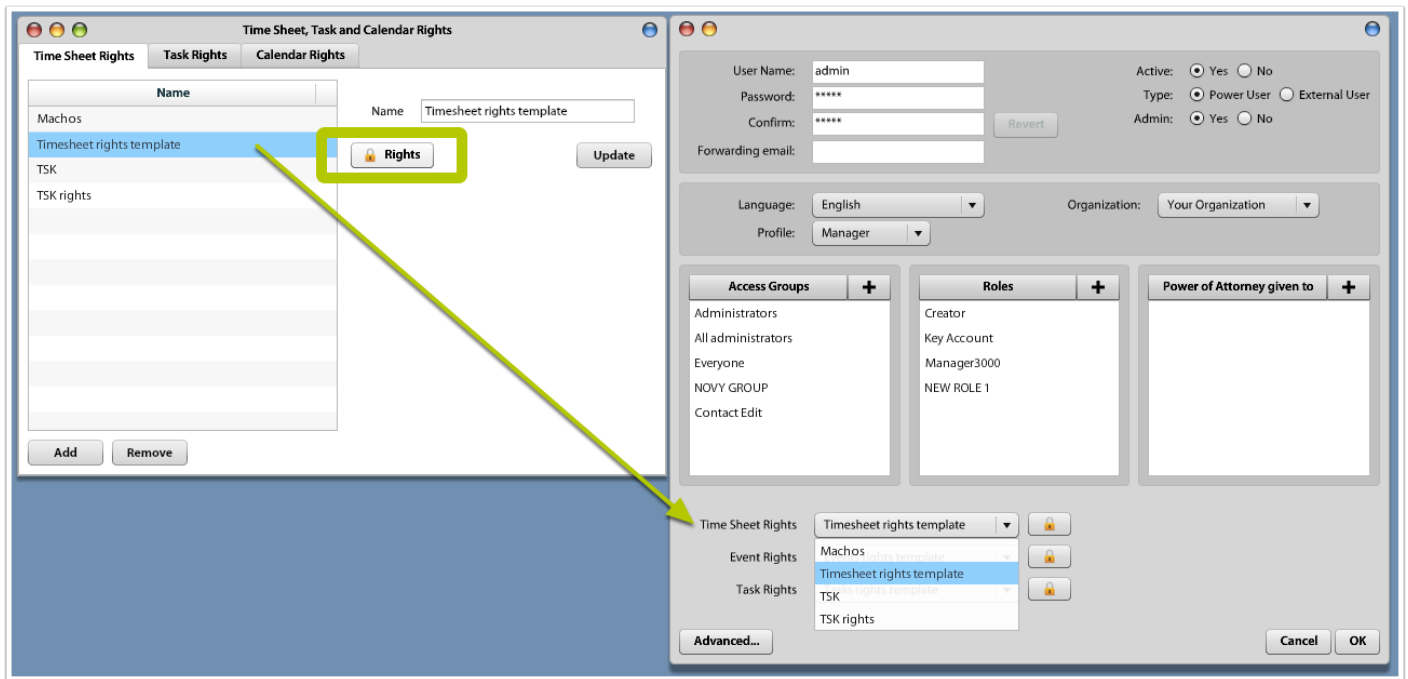 Time Sheet, Task and Calendar Rights
Time Sheet Rights
Task Rights
Calendar Rights
Name
Machos
Timesheet rights template
TSK
TSK rights
Name
Timesheet rights template
Rights
Update
Add
Remove
User Name:
admin
Active:
Yes
No
Password:
*****
Type:
Power User
External User
Confirm:
*****
Revert
Admin:
Yes
No
Forwarding email:
Language:
English
Organization:
Your Organization
Profile:
Manager
Access Groups
+
Administrators
All administrators
Everyone
NOVY GROUP
Contact Edit
Roles
+
Creator
Key Account
Manager3000
NEW ROLE 1
Power of Attorney given to
+
Time Sheet Rights
Timesheet rights template
Event Rights
Task Rights
Machos
Timesheet rights template
TSK
TSK rights
Advanced...
Cancel
OK